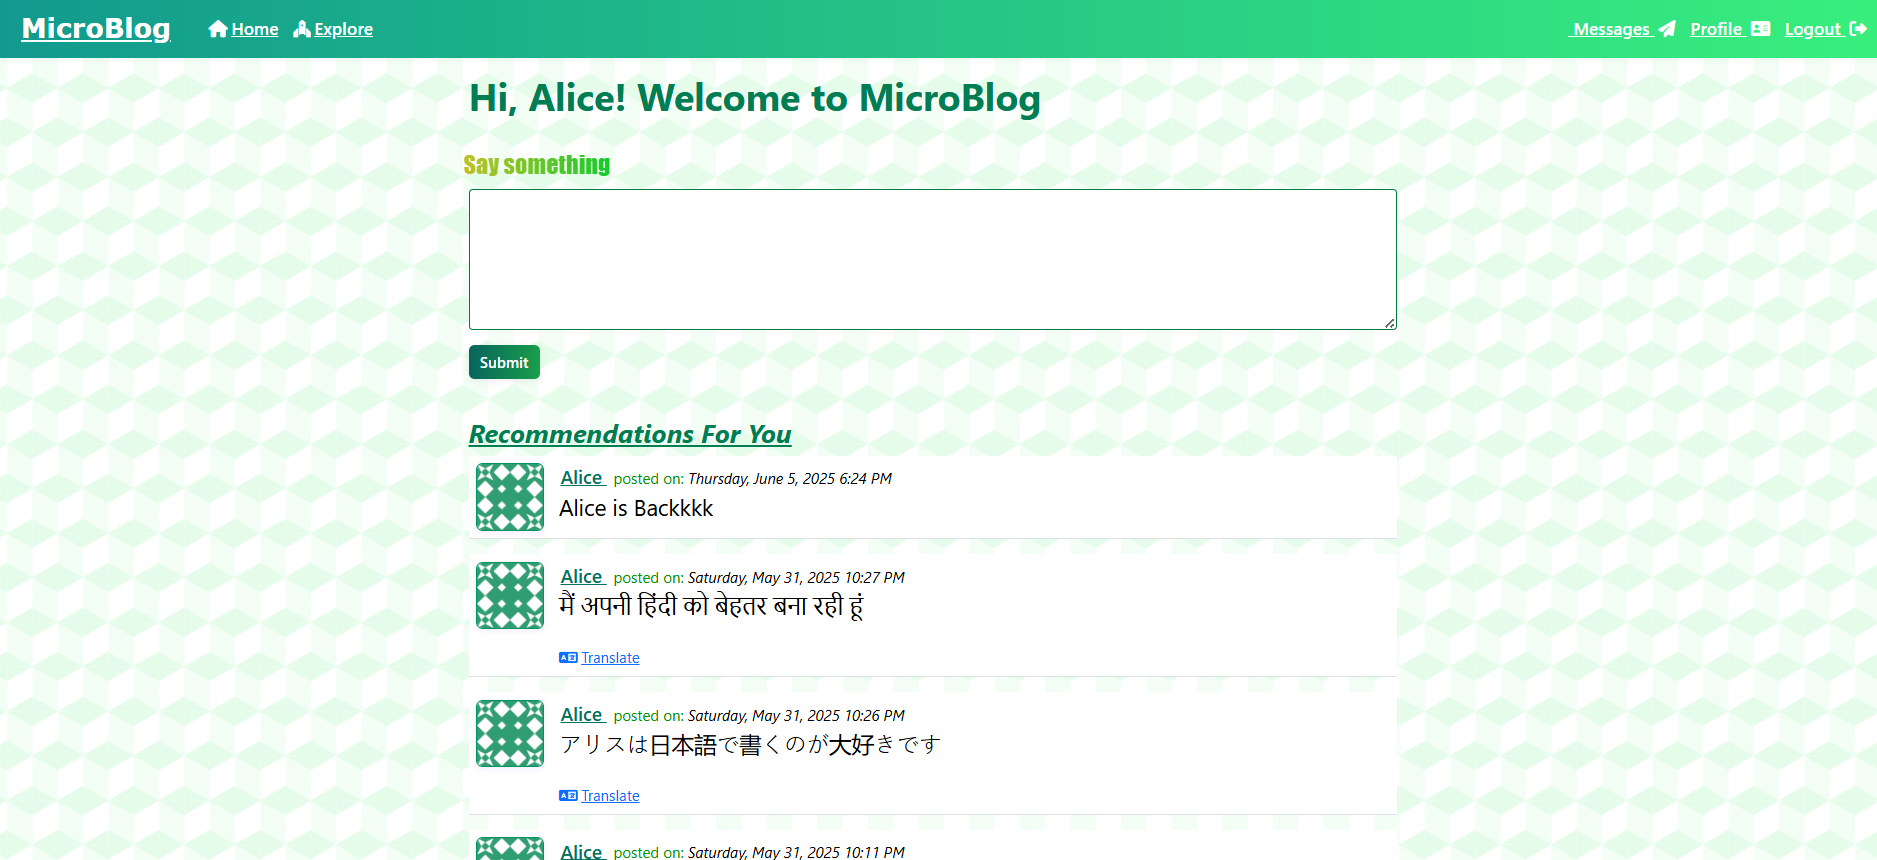 MicroBlog Home Explore Messages Profile Logout
Hi, Alice! Welcome to MicroBlog
Say something
Submit
Recommendations For You
Alice posted on: Thursday, June 5, 2025 6:24 PM
Alice is Backkkk
Alice posted on: Saturday, May 31, 2025 10:27 PM
मैं अपनी हिंदी को बेहतर बना रही हूं
Translate
Alice posted on: Saturday, May 31, 2025 10:26 PM
アリスは日本語で書くのが大好きです
Translate
Alice posted on: Saturday, May 31, 2025 10:11 PM